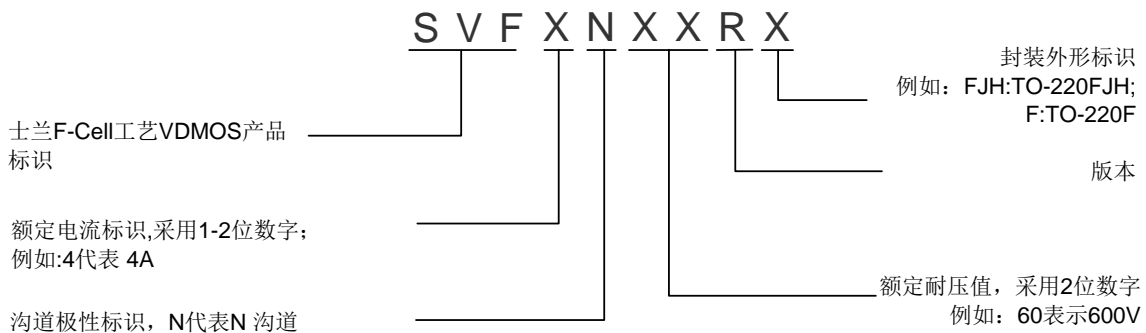 S V F X N X X R X
封装外形标识
例如：FJH:TO-220FJH;
F:TO-220F
士兰F-Cell工艺VDMOS产品
标识
版本
额定电流标识,采用1-2位数字；
例如:4代表 4A
额定耐压值，采用2位数字
例如：60表示600V
沟道极性标识，N代表N 沟道